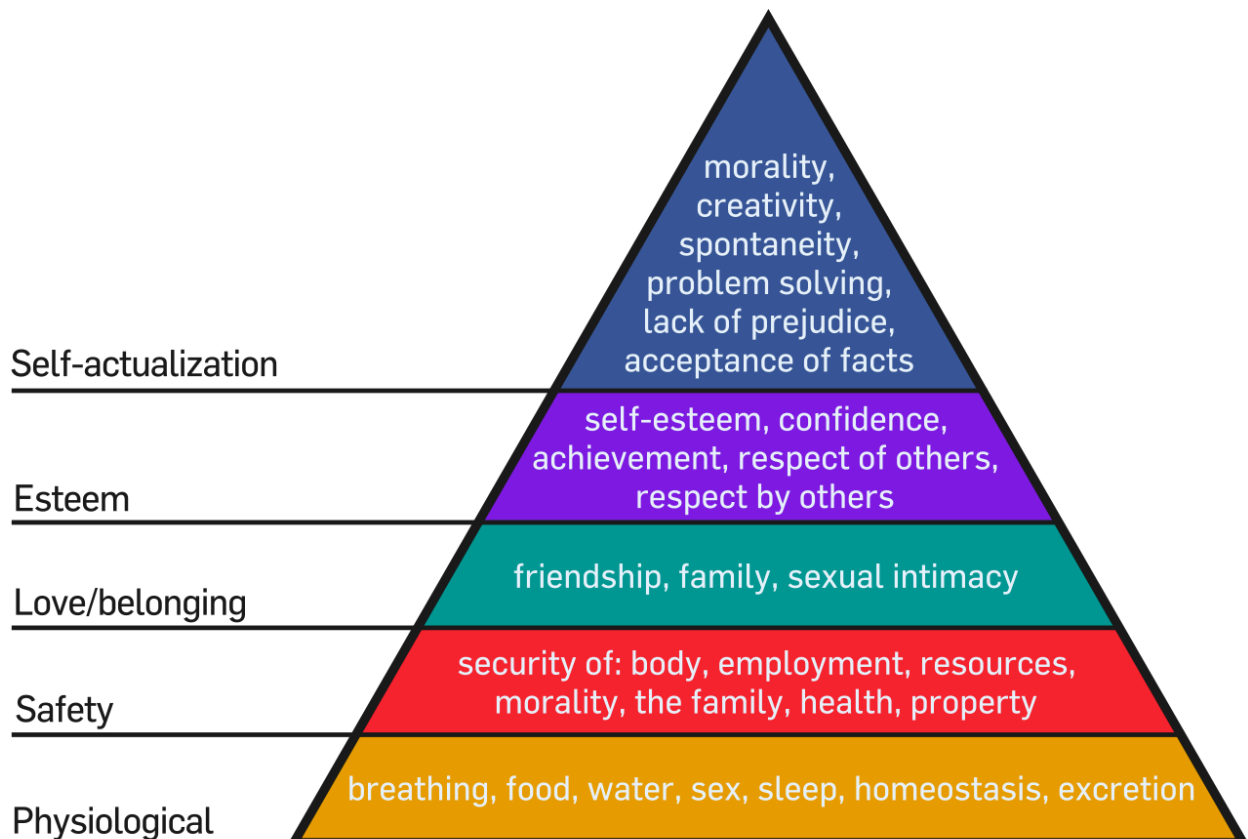 morality,
creativity,
spontaneity,
problem solving,
lack of prejudice,
acceptance of facts
Self-actualization
self-esteem, confidence,
achievement, respect of others,
respect by others
Esteem
friendship, family, sexual intimacy
Love/belonging
security of: body, employment, resources,
morality, the family, health, property
Safety
breathing, food, water, sex, sleep, homeostasis, excretion
Physiological